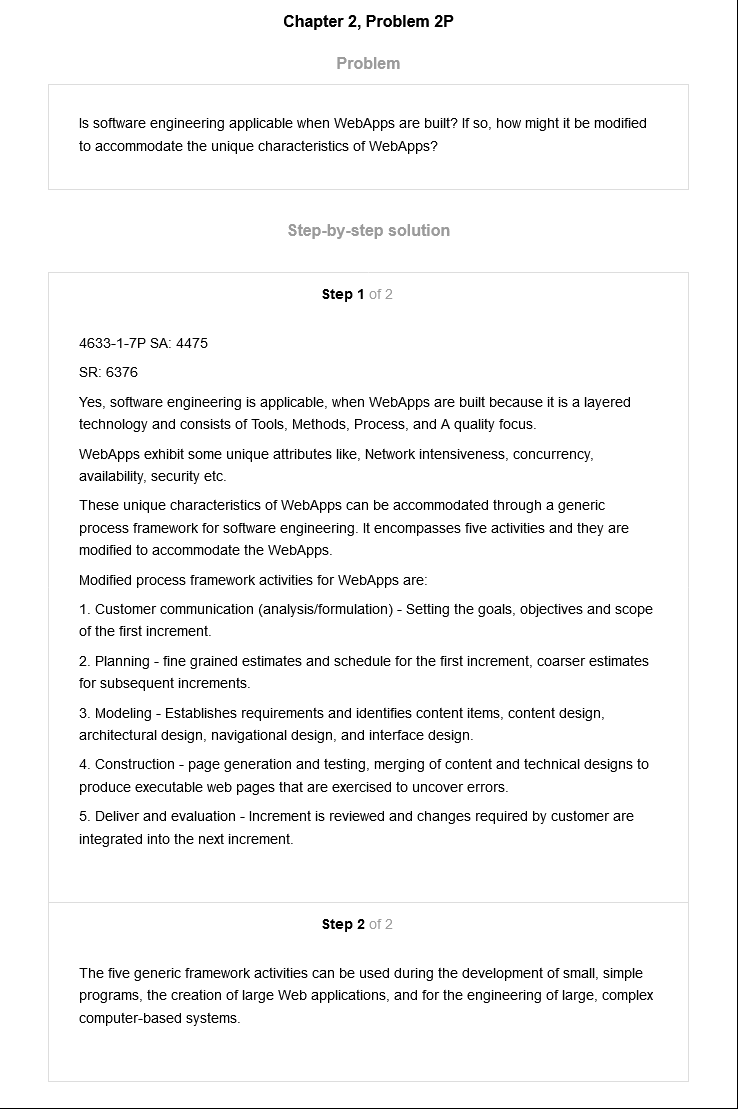 Chapter 2, Problem 2P
Problem
Is software engineering applicable when WebApps are built? If so, how might it be modified
to accommodate the unique characteristics of WebApps?
Step-by-step solution
Step 1 of 2
4633-1-7P SA: 4475
SR: 6376
Yes, software engineering is applicable, when WebApps are built because it is a layered
technology and consists of Tools, Methods, Process, and A quality focus.
WebApps exhibit some unique attributes like, Network intensiveness, concurrency,
availability, security etc.
These unique characteristics of WebApps can be accommodated through a generic
process framework for software engineering. It encompasses five activities and they are
modified to accommodate the WebApps.
Modified process framework activities for WebApps are:
1. Customer communication (analysis/formulation) - Setting the goals, objectives and scope
of the first increment.
2. Planning - fine grained estimates and schedule for the first increment, coarser estimates
for subsequent increments.
3. Modeling - Establishes requirements and identifies content items, content design,
architectural design, navigational design, and interface design.
4. Construction - page generation and testing, merging of content and technical designs to
produce executable web pages that are exercised to uncover errors.
5. Deliver and evaluation - Increment is reviewed and changes required by customer are
integrated into the next increment.
Step 2 of 2
The five generic framework activities can be used during the development of small, simple
programs, the creation of large Web applications, and for the engineering of large, complex
computer-based systems.